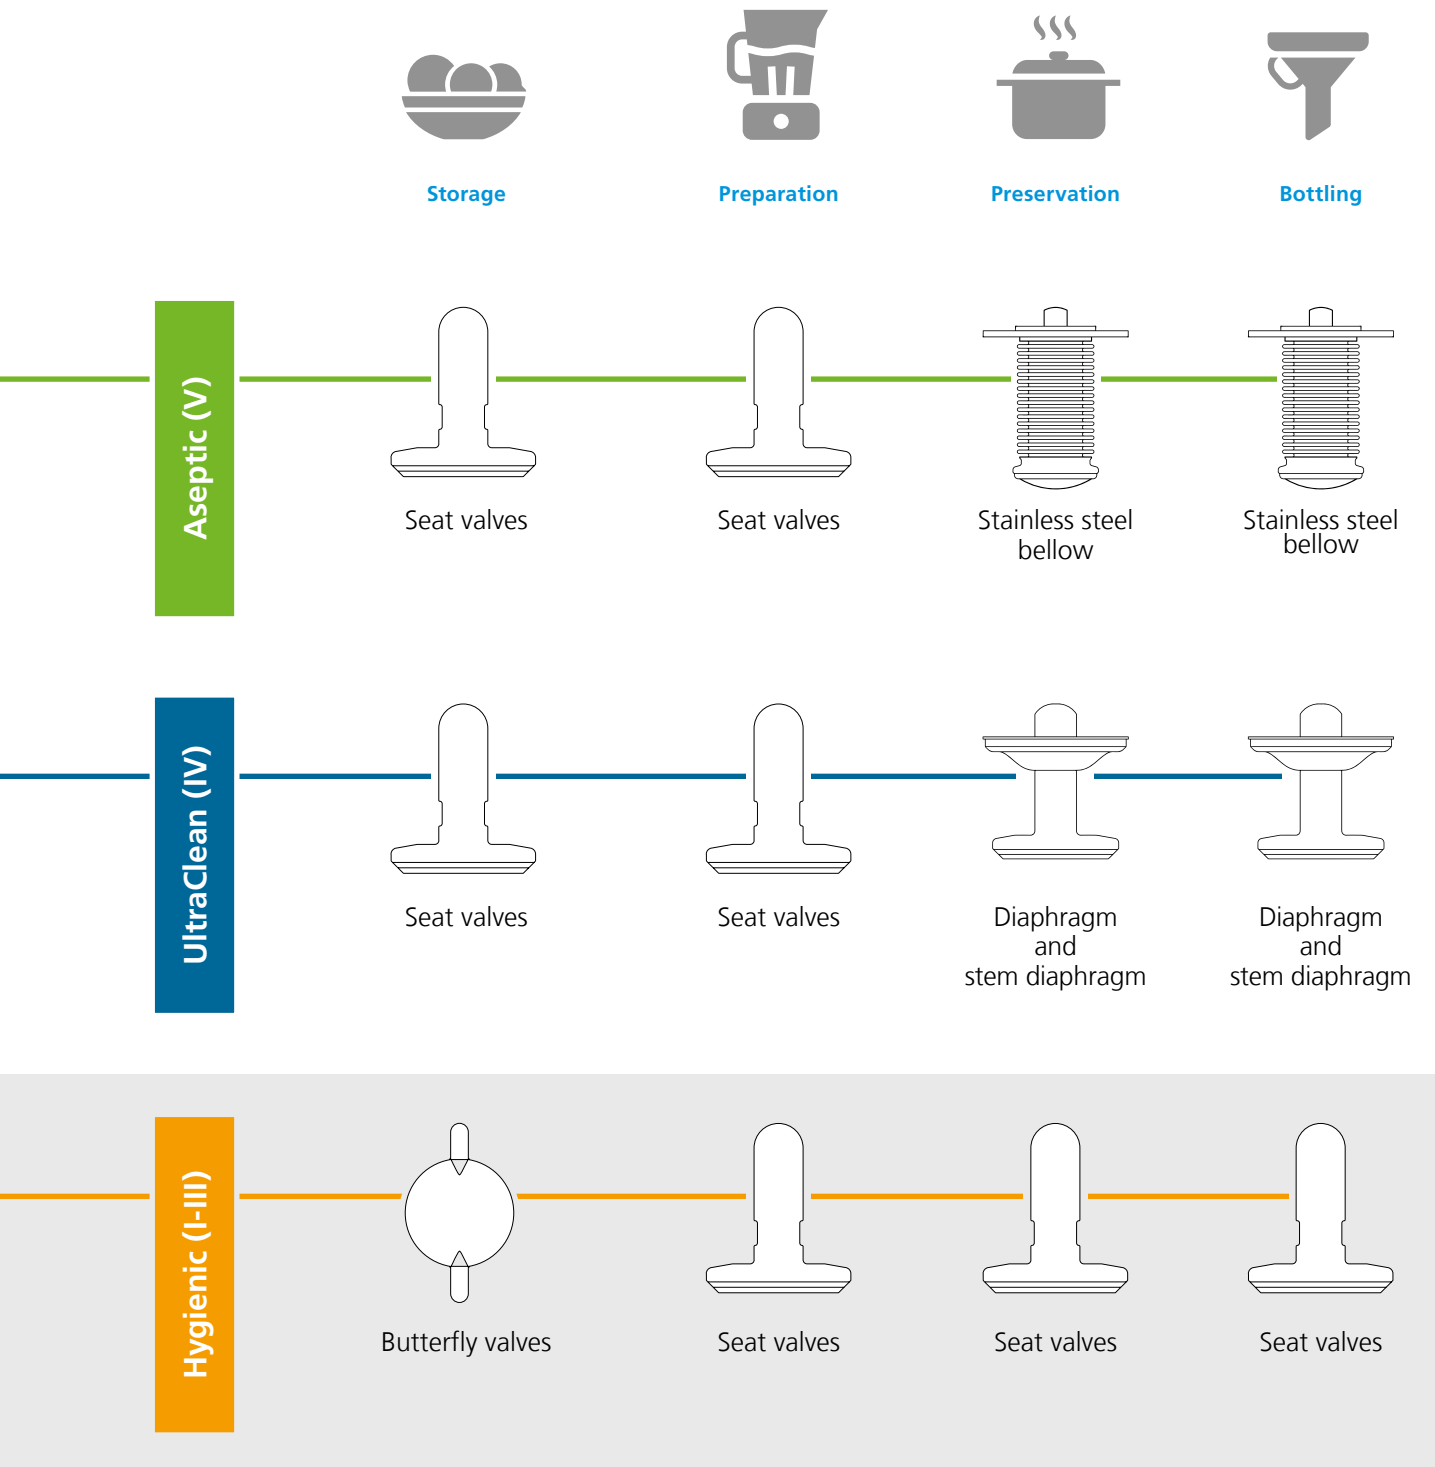 Storage
Preparation
Preservation
Bottling
Aseptic (V)
Seat valves
Seat valves
Stainless steel
bellow
Stainless steel
bellow
UltraClean (IV)
Seat valves
Seat valves
Diaphragm
and
stem diaphragm
Diaphragm
and
stem diaphragm
Hygienic (I-III)
Butterfly valves
Seat valves
Seat valves
Seat valves